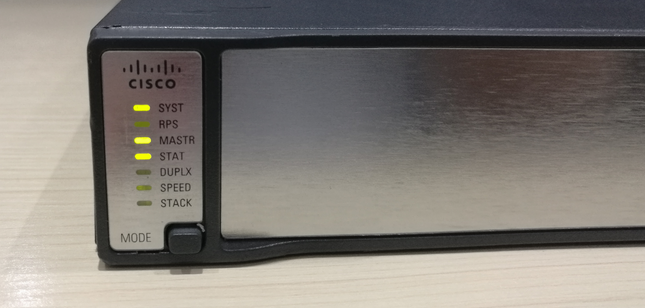 CISCO
SYST
RPS
MASTR
STAT
DUPLX
SPEED
STACK
MODE